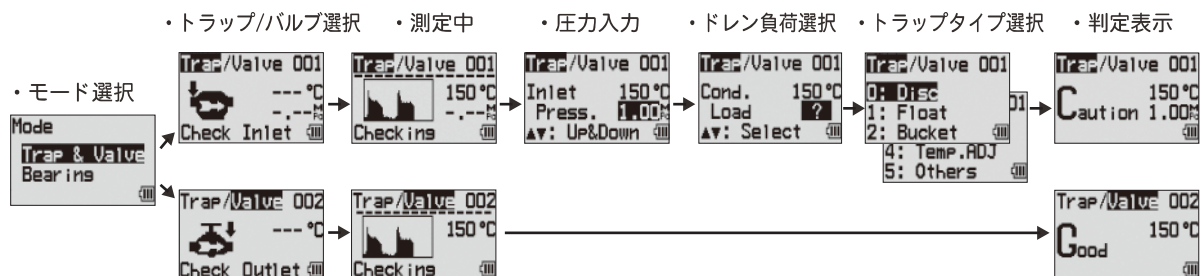 ・トラップ/バルブ選択
・測定中
・圧力入力
・ドレン負荷選択
・トラップタイプ選択
・判定表示
・モード選択
Mode
Trap & Valve
Bearing
Trap/Valve 001
--- °C
-.--
Check Inlet
Trap/Valve 001
150 °C
-.--
Checking
Trap/Valve 001
Inlet 150 °C
Press. 1.00
▲▼: Up&Down
Trap/Valve 001
Cond. 150 °C
Load ?
▲▼: Select
Trap/Valve 001
0: Disc
1: Float
2: Bucket
01
4: Temp.ADJ
5: Others
Trap/Valve 001
150 °C
Caution 1.00
Trap/Valve 002
--- °C
Check Outlet
Trap/Valve 002
150 °C
Checking
Trap/Valve 002
150 °C
Good